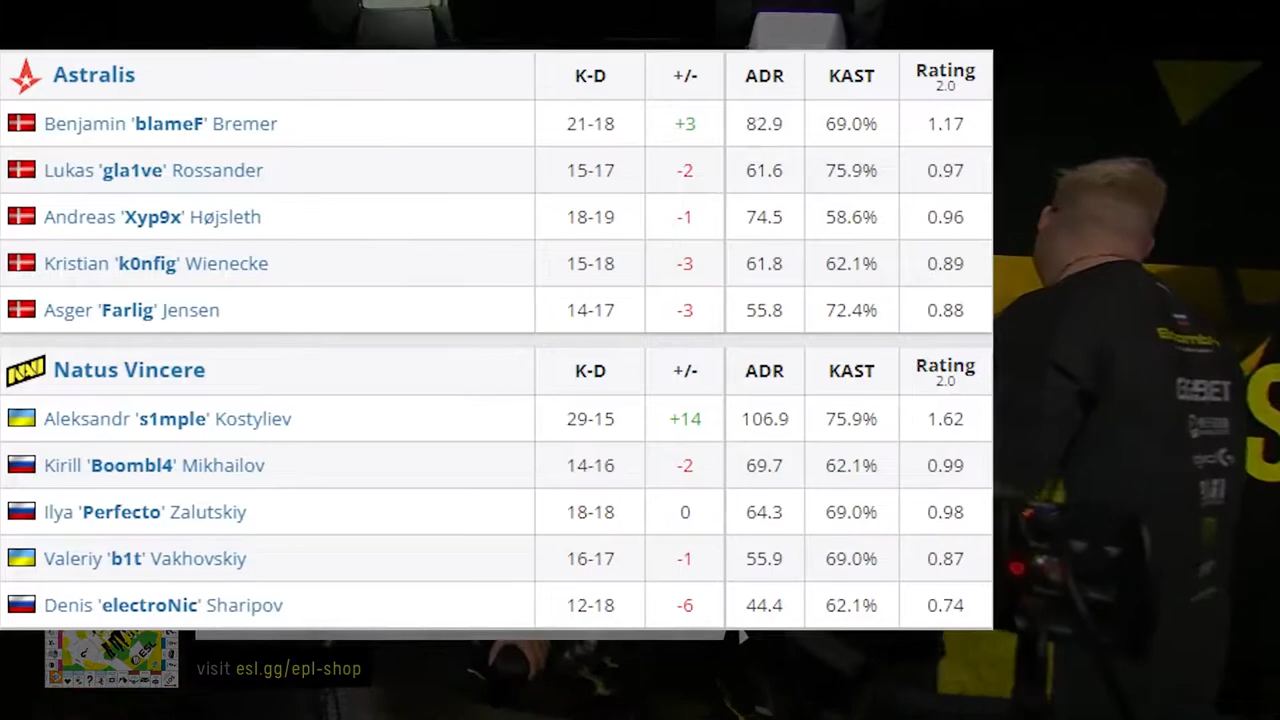 Astralis K-D +/- ADR KAST Rating 2.0
Benjamin 'blameF' Bremer 21-18 +3 82.9 69.0% 1.17
Lukas 'gla1ve' Rossander 15-17 -2 61.6 75.9% 0.97
Andreas 'Xyp9x' Højsleth 18-19 -1 74.5 58.6% 0.96
Kristian 'k0nfig' Wienecke 15-18 -3 61.8 62.1% 0.89
Asger 'Farlig' Jensen 14-17 -3 55.8 72.4% 0.88
Natus Vincere K-D +/- ADR KAST Rating 2.0
Aleksandr 's1mple' Kostyliev 29-15 +14 106.9 75.9% 1.62
Kirill 'Boombl4' Mikhailov 14-16 -2 69.7 62.1% 0.99
Ilya 'Perfecto' Zalutskiy 18-18 0 64.3 69.0% 0.98
Valeriy 'b1t' Vakhovskiy 16-17 -1 55.9 69.0% 0.87
Denis 'electroNic' Sharipov 12-18 -6 44.4 62.1% 0.74
Boombl4
GG.BET
S
ESL
visit esl.gg/epl-shop